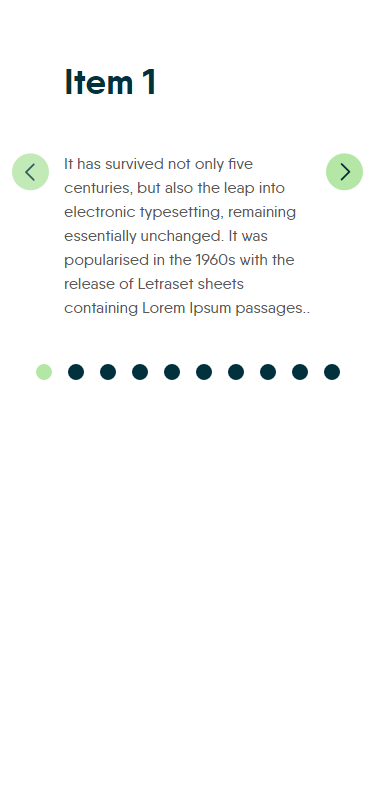 Item 1
It has survived not only five
centuries, but also the leap into
electronic typesetting, remaining
essentially unchanged. It was
popularised in the 1960s with the
release of Letraset sheets
containing Lorem Ipsum passages..